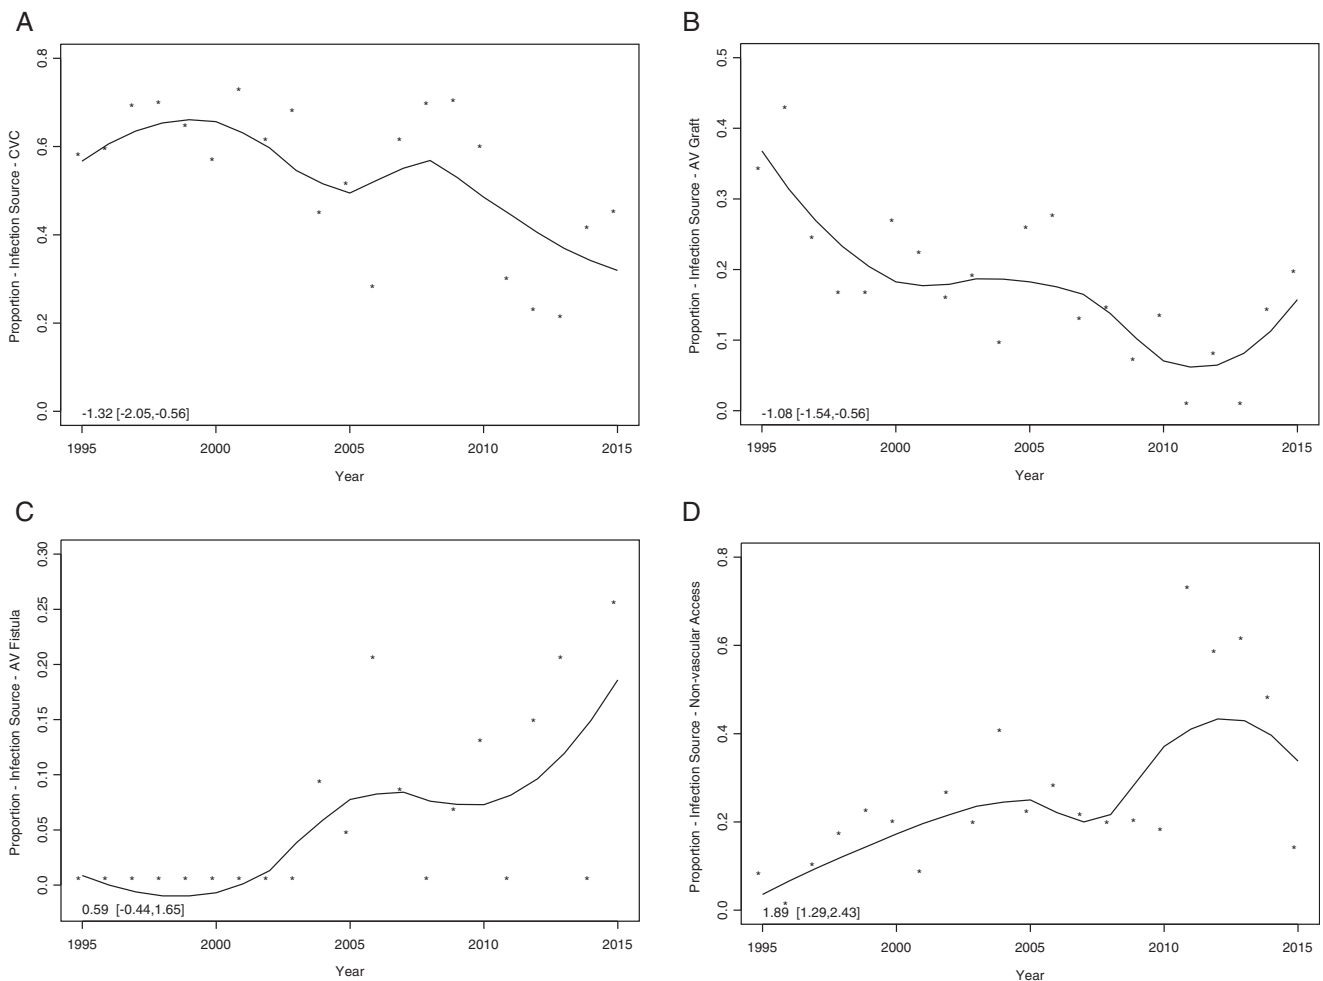 A
Proportion - Infection Source - CVC
0.8
0.6
0.4
0.2
0.0
-1.32 [-2.05,-0.56]
1995 2000 2005 2010 2015
Year
B
Proportion - Infection Source - AV Graft
0.5
0.4
0.3
0.2
0.1
0.0
-1.08 [-1.54,-0.56]
1995 2000 2005 2010 2015
Year
C
Proportion - Infection Source - AV Fistula
0.30
0.25
0.20
0.15
0.10
0.05
0.0
0.59 [-0.44,1.65]
1995 2000 2005 2010 2015
Year
D
Proportion - Infection Source - Non-vascular Access
0.8
0.6
0.4
0.2
0.0
1.89 [1.29,2.43]
1995 2000 2005 2010 2015
Year